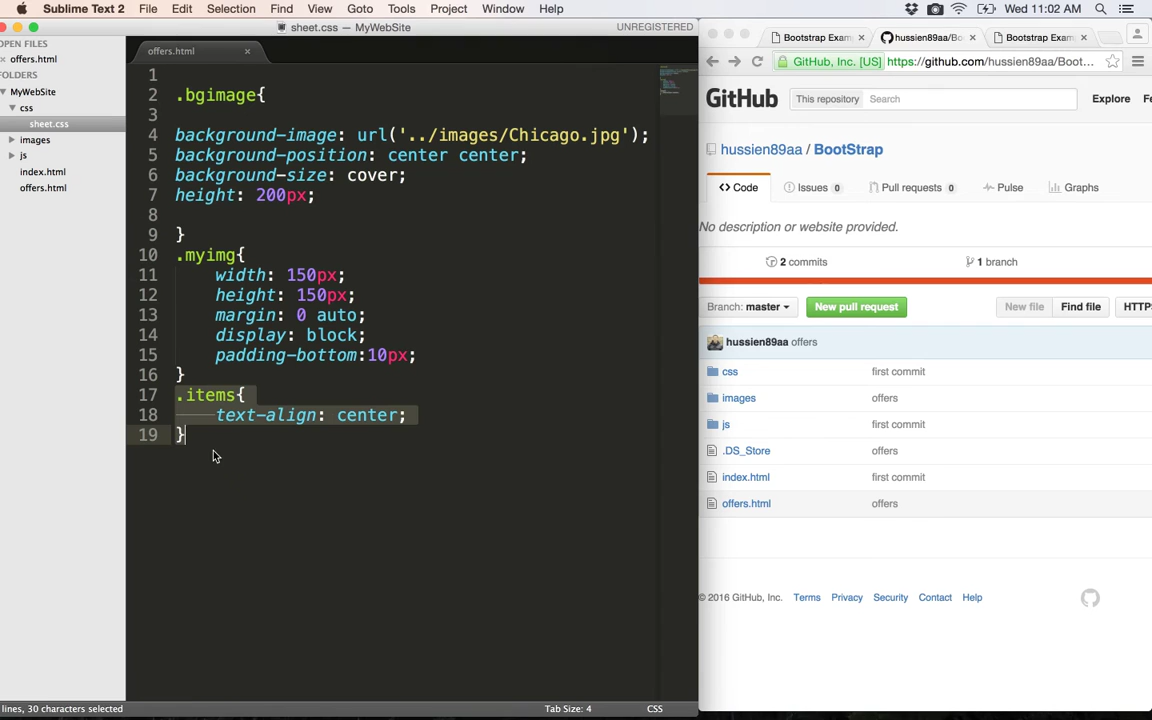 Sublime Text 2 File Edit Selection Find View Goto Tools Project Window Help Wed 11:02 AM
sheet.css — MyWebSite UNREGISTERED
OPEN FILES
offers.html
FOLDERS
MyWebSite
css
sheet.css
images
js
index.html
offers.html
offers.html
1
2 .bgimage{
3
4 background-image: url('../images/Chicago.jpg');
5 background-position: center center;
6 background-size: cover;
7 height: 200px;
8
9 }
10 .myimg{
11 width: 150px;
12 height: 150px;
13 margin: 0 auto;
14 display: block;
15 padding-bottom:10px;
16 }
17 .items{
18 text-align: center;
19 }
lines, 30 characters selected Tab Size: 4 CSS
Bootstrap Exam hussien89aa/Bo Bootstrap Exam
GitHub, Inc. [US] https://github.com/hussien89aa/Boot...
GitHub This repository Search Explore Fe
hussien89aa / BootStrap
Code Issues 0 Pull requests 0 Pulse Graphs
No description or website provided.
2 commits 1 branch
Branch: master New pull request New file Find file HTTPS
hussien89aa offers
css first commit
images offers
js first commit
.DS_Store offers
index.html first commit
offers.html offers
© 2016 GitHub, Inc. Terms Privacy Security Contact Help